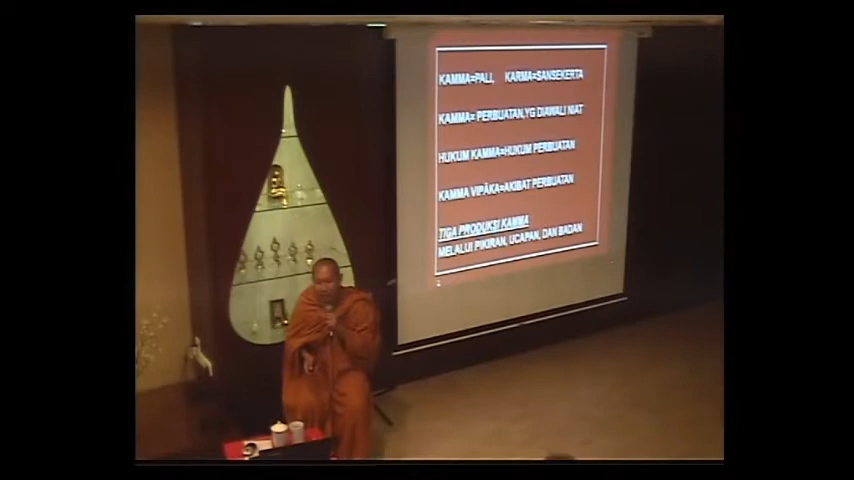 KAMMA=PALI, KARMA=SANSEKERTA
KAMMA= PERBUATAN,YG DIAWALI NIAT
HUKUM KAMMA=HUKUM PERBUATAN
KAMMA VIPĀKA=AKIBAT PERBUATAN
TIGA PRODUKSI KAMMA
MELALUI PIKIRAN, UCAPAN, DAN BADAN